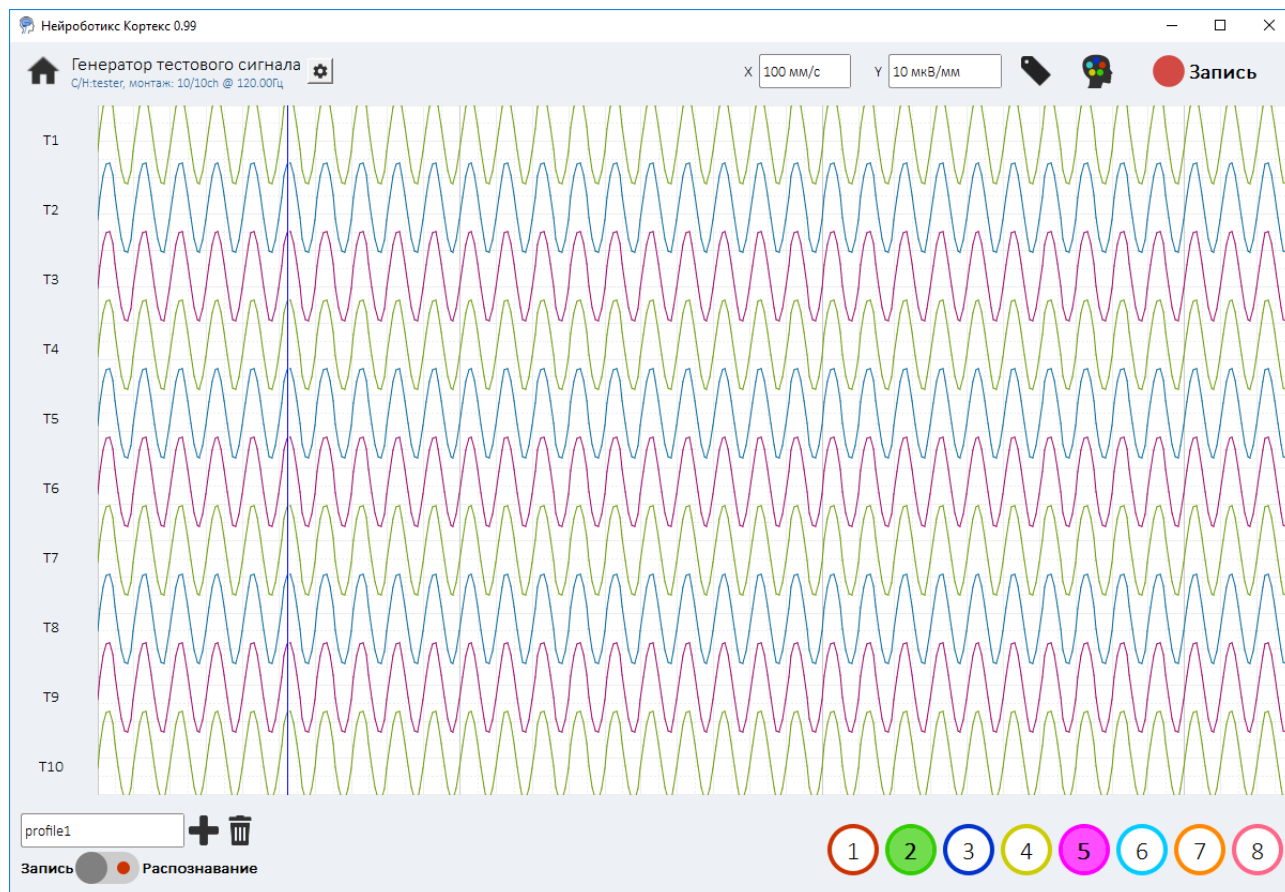 Нейроботикс Кортекс 0.99
Генератор тестового сигнала
C/Н:tester, монтаж: 10/10ch @ 120.00Гц
X 100 мм/с Y 10 мкВ/мм Запись
T1
T2
T3
T4
T5
T6
T7
T8
T9
T10
profile1
Запись Распознавание
1 2 3 4 5 6 7 8